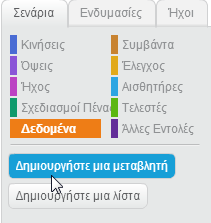 Σενάρια Ενδυμασίες Ήχοι
Κινήσεις Συμβάντα
Όψεις Έλεγχος
Ήχος Αισθητήρες
Σχεδιασμοί Πένας Τελεστές
Δεδομένα Άλλες Εντολές
Δημιουργήστε μια μεταβλητή
Δημιουργήστε μια λίστα